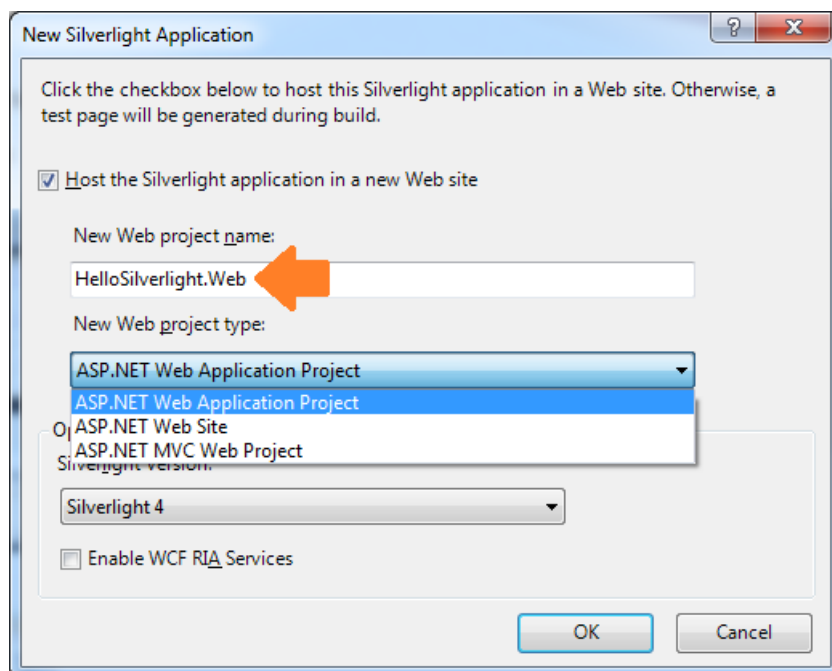 New Silverlight Application
Click the checkbox below to host this Silverlight application in a Web site. Otherwise, a
test page will be generated during build.
Host the Silverlight application in a new Web site
New Web project name:
HelloSilverlight.Web
New Web project type:
ASP.NET Web Application Project
ASP.NET Web Application Project
ASP.NET Web Site
ASP.NET MVC Web Project
Silverlight Version:
Silverlight 4
Enable WCF RIA Services
OK
Cancel